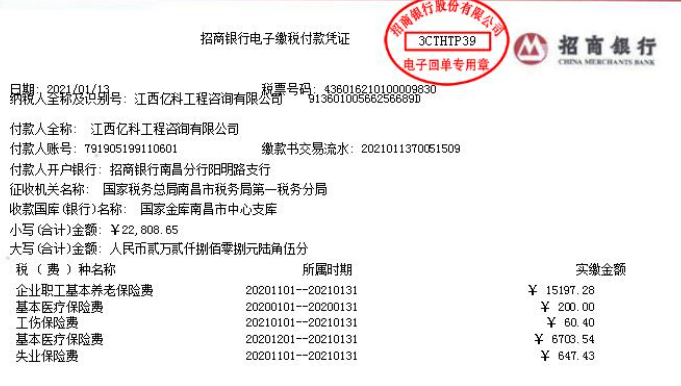 招商银行电子缴税付款凭证
招商银行股份有限公司
3CTHTP39
电子回单专用章
招商银行
CHINA MERCHANTS BANK
日期: 2021/01/13 税票号码: 436016210100009830
纳税人全称及识别号: 江西亿科工程咨询有限公司 91360100566256689D
付款人全称: 江西亿科工程咨询有限公司
付款人账号: 791905199110601 缴款书交易流水: 2021011370051509
付款人开户银行: 招商银行南昌分行阳明路支行
征收机关名称: 国家税务总局南昌市税务局第一税务分局
收款国库(银行)名称: 国家金库南昌市中心支库
小写(合计)金额: ¥22,808.65
大写(合计)金额: 人民币贰万贰仟捌佰零捌元陆角伍分
税(费)种名称 所属时期 实缴金额
企业职工基本养老保险费 20201101--20210131 ¥ 15197.28
基本医疗保险费 20200101--20200131 ¥ 200.00
工伤保险费 20210101--20210131 ¥ 60.40
基本医疗保险费 20201201--20210131 ¥ 6703.54
失业保险费 20201101--20210131 ¥ 647.43